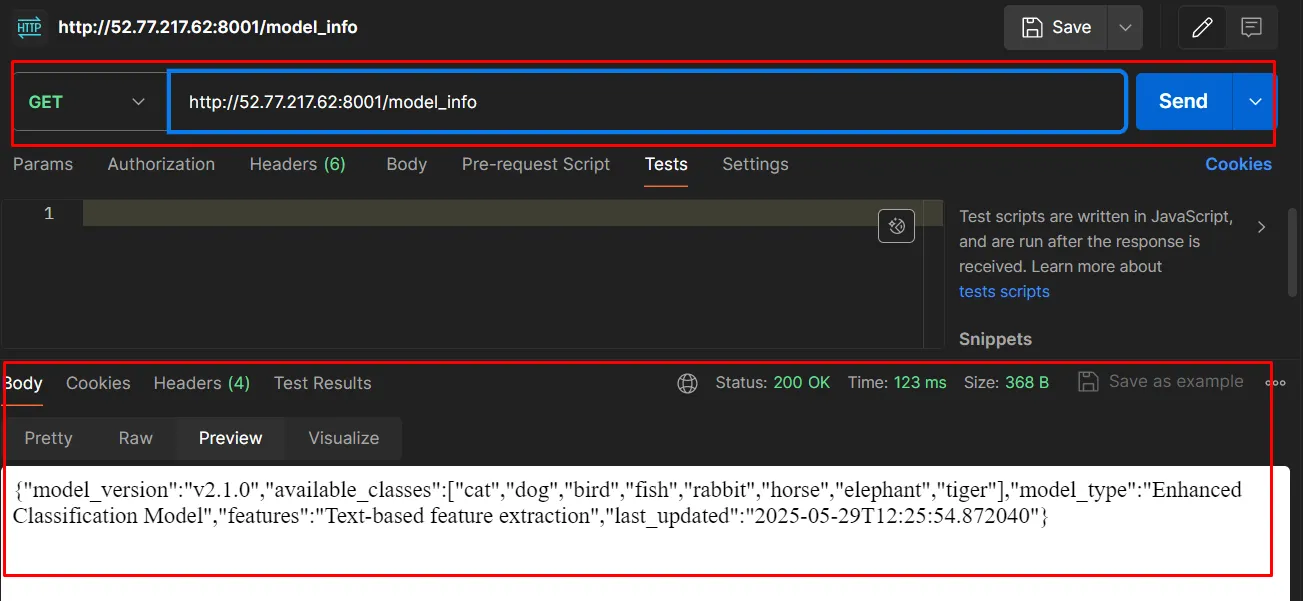 HTTP http://52.77.217.62:8001/model_info Save
GET http://52.77.217.62:8001/model_info Send
Params Authorization Headers (6) Body Pre-request Script Tests Settings Cookies
1
Test scripts are written in JavaScript,
and are run after the response is
received. Learn more about
tests scripts
Snippets
Body Cookies Headers (4) Test Results Status: 200 OK Time: 123 ms Size: 368 B Save as example
Pretty Raw Preview Visualize
{"model_version":"v2.1.0","available_classes":["cat","dog","bird","fish","rabbit","horse","elephant","tiger"],"model_type":"Enhanced
Classification Model","features":"Text-based feature extraction","last_updated":"2025-05-29T12:25:54.872040"}